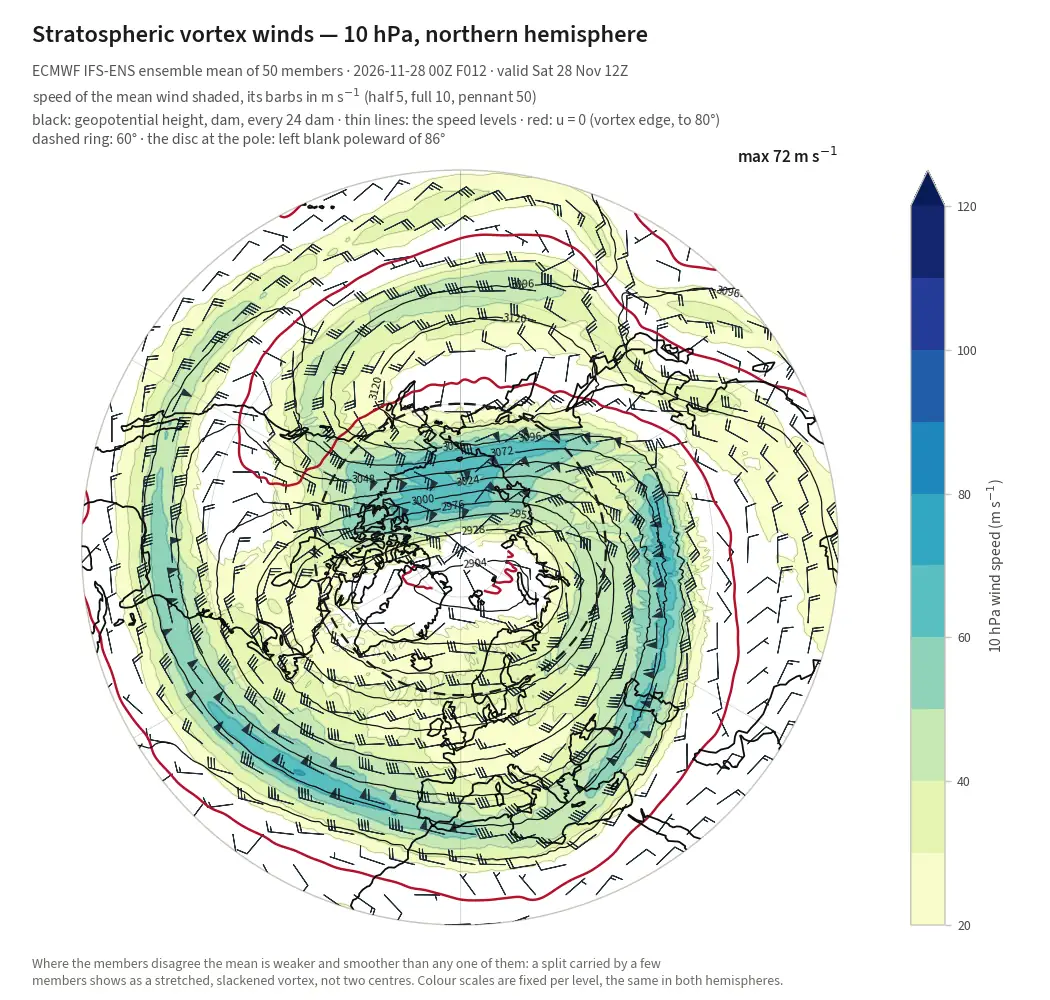 Stratospheric vortex winds — 10 hPa, northern hemisphere
ECMWF IFS-ENS ensemble mean of 50 members · 2026-11-28 00Z F012 · valid Sat 28 Nov 12Z
speed of the mean wind shaded, its barbs in m s⁻¹ (half 5, full 10, pennant 50)
black: geopotential height, dam, every 24 dam · thin lines: the speed levels · red: u = 0 (vortex edge, to 80°)
dashed ring: 60° · the disc at the pole: left blank poleward of 86°
max 72 m s⁻¹
120
100
80
60
40
20
10 hPa wind speed (m s⁻¹)
3096
3096
3120
3120
3096
3072
3048
3024
3000
2976
2928
2904
Where the members disagree the mean is weaker and smoother than any one of them: a split carried by a few
members shows as a stretched, slackened vortex, not two centres. Colour scales are fixed per level, the same in both hemispheres.